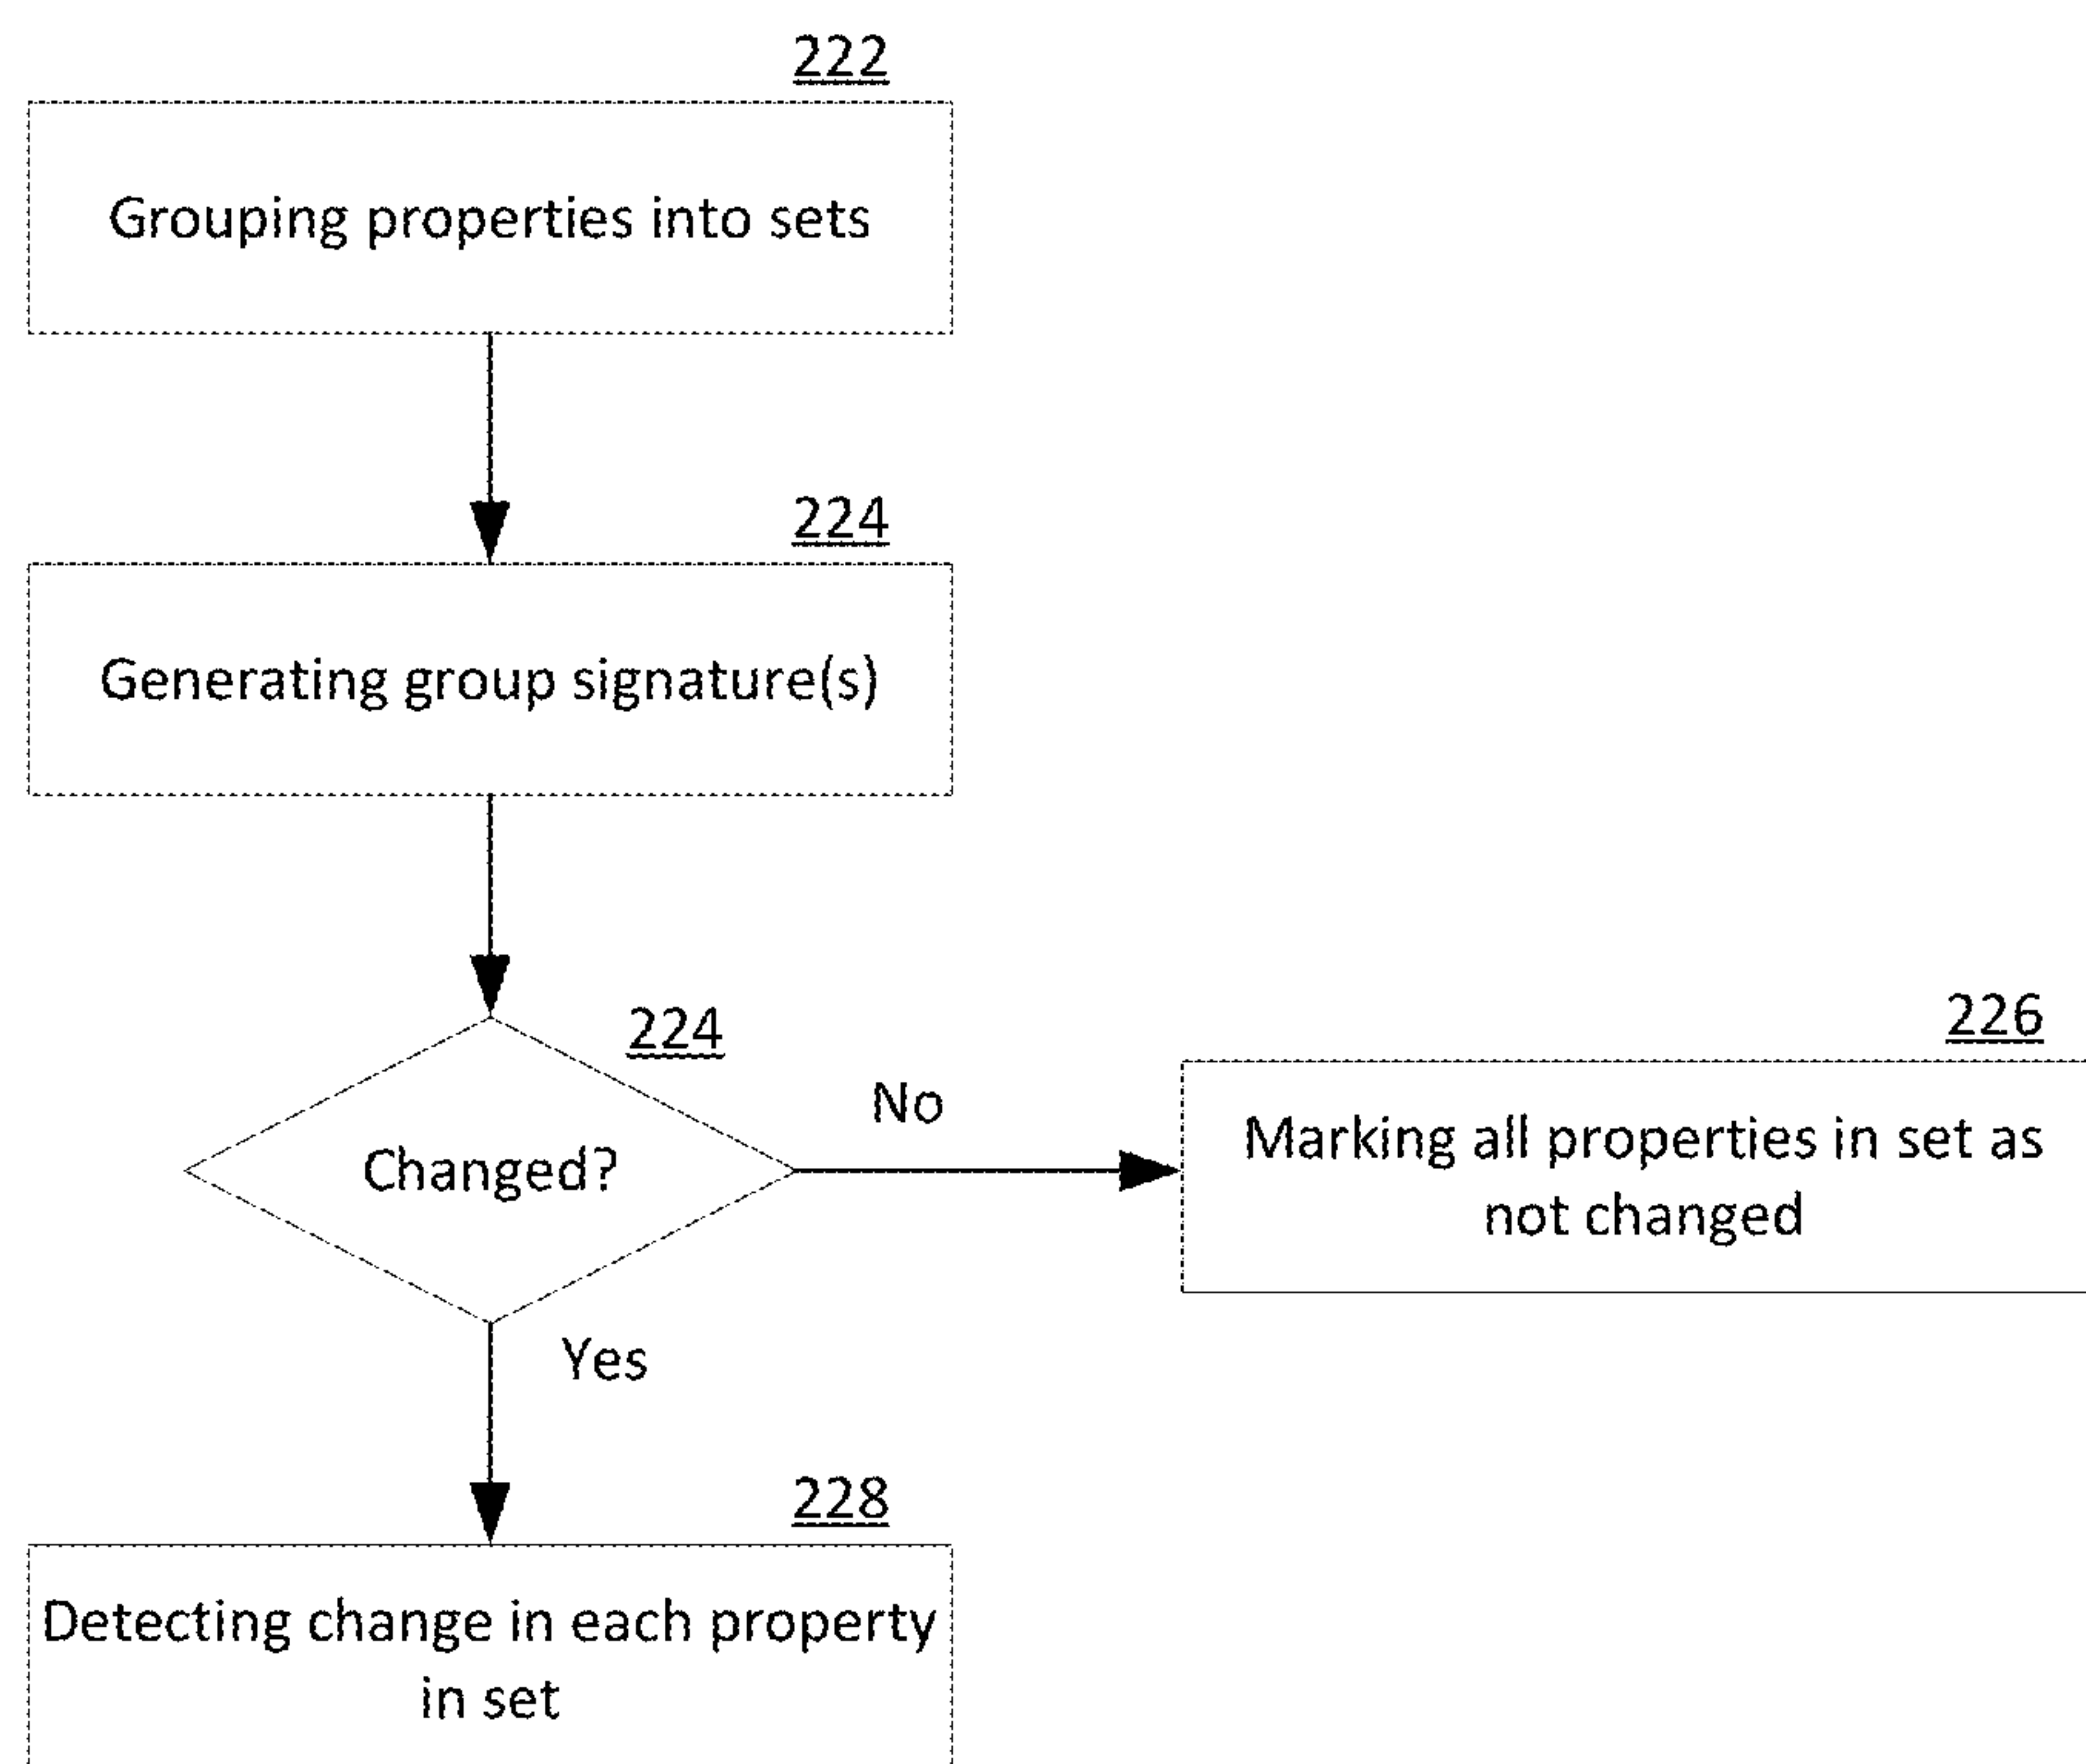 222
Grouping properties into sets
224
Generating group signature(s)
224
Changed?
No
226
Marking all properties in set as
not changed
Yes
228
Detecting change in each property
in set